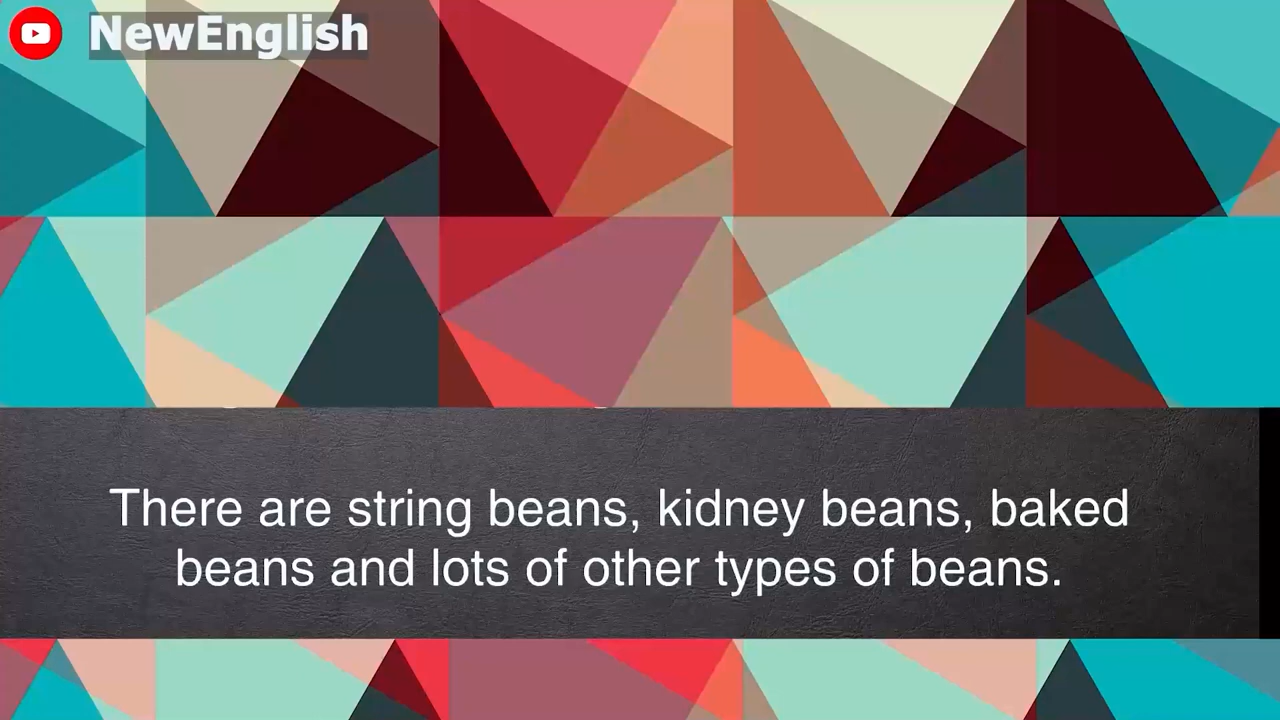 NewEnglish
There are string beans, kidney beans, baked
beans and lots of other types of beans.